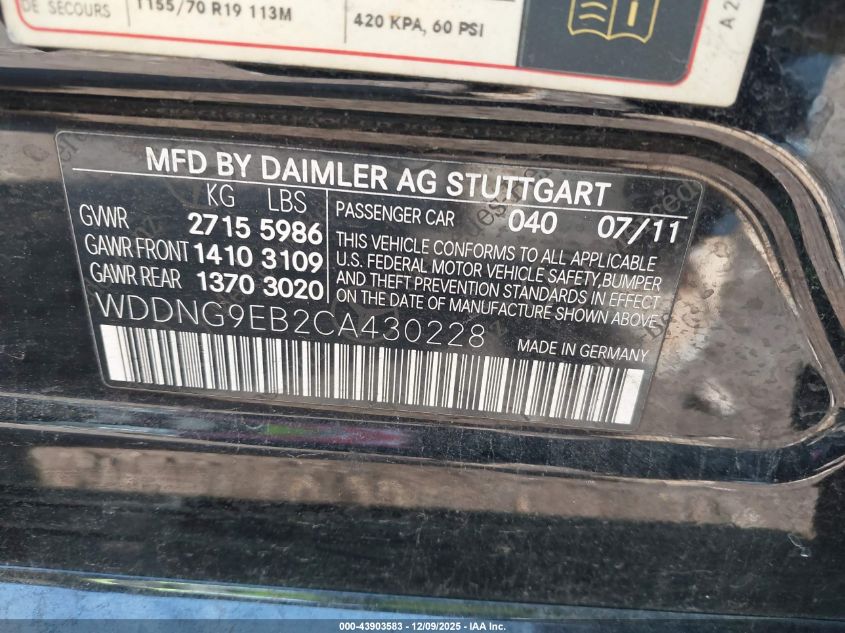 DE SECOURS T155/70 R19 113M 420 KPA, 60 PSI
A 2
MFD BY DAIMLER AG STUTTGART
KG LBS
GVWR 2715 5986
GAWR FRONT 1410 3109
GAWR REAR 1370 3020
PASSENGER CAR 040 07/11
THIS VEHICLE CONFORMS TO ALL APPLICABLE
U.S. FEDERAL MOTOR VEHICLE SAFETY, BUMPER
AND THEFT PREVENTION STANDARDS IN EFFECT
ON THE DATE OF MANUFACTURE SHOWN ABOVE
WDDNG9EB2CA430228
MADE IN GERMANY
000-43903583 - 12/09/2025 - IAA Inc.